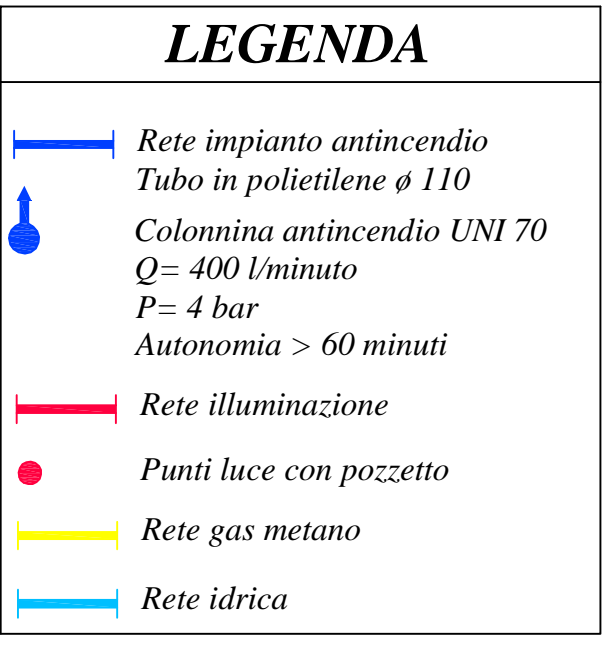 LEGENDA
Rete impianto antincendio
Tubo in polietilene ø 110
Colonnina antincendio UNI 70
Q= 400 l/minuto
P= 4 bar
Autonomia > 60 minuti
Rete illuminazione
Punti luce con pozzetto
Rete gas metano
Rete idrica